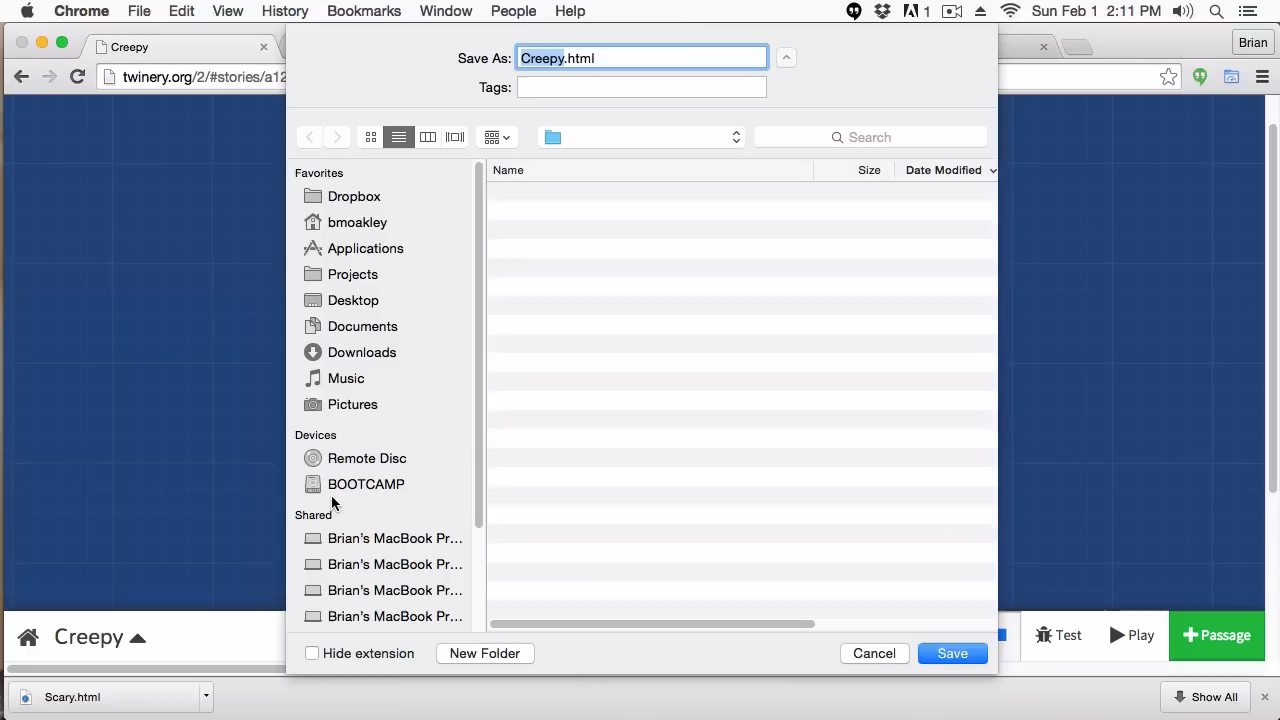 Chrome File Edit View History Bookmarks Window People Help 1 Sun Feb 1 2:11 PM
Creepy Brian
twinery.org/2/#stories/a12
Save As: Creepy.html
Tags:
Search
Name Size Date Modified
Favorites
Dropbox
bmoakley
Applications
Projects
Desktop
Documents
Downloads
Music
Pictures
Devices
Remote Disc
BOOTCAMP
Shared
Brian's MacBook Pr...
Brian's MacBook Pr...
Brian's MacBook Pr...
Brian's MacBook Pr...
Hide extension New Folder Cancel Save
Creepy Test Play +Passage
Scary.html Show All